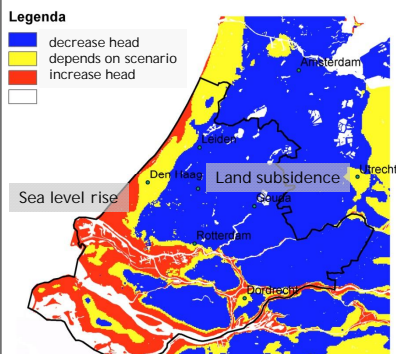 Legenda
decrease head
depends on scenario
increase head
Amsterdam
Leiden
Den Haag
Land subsidence
Utrecht
Sea level rise
Gouda
Rotterdam
Dordrecht